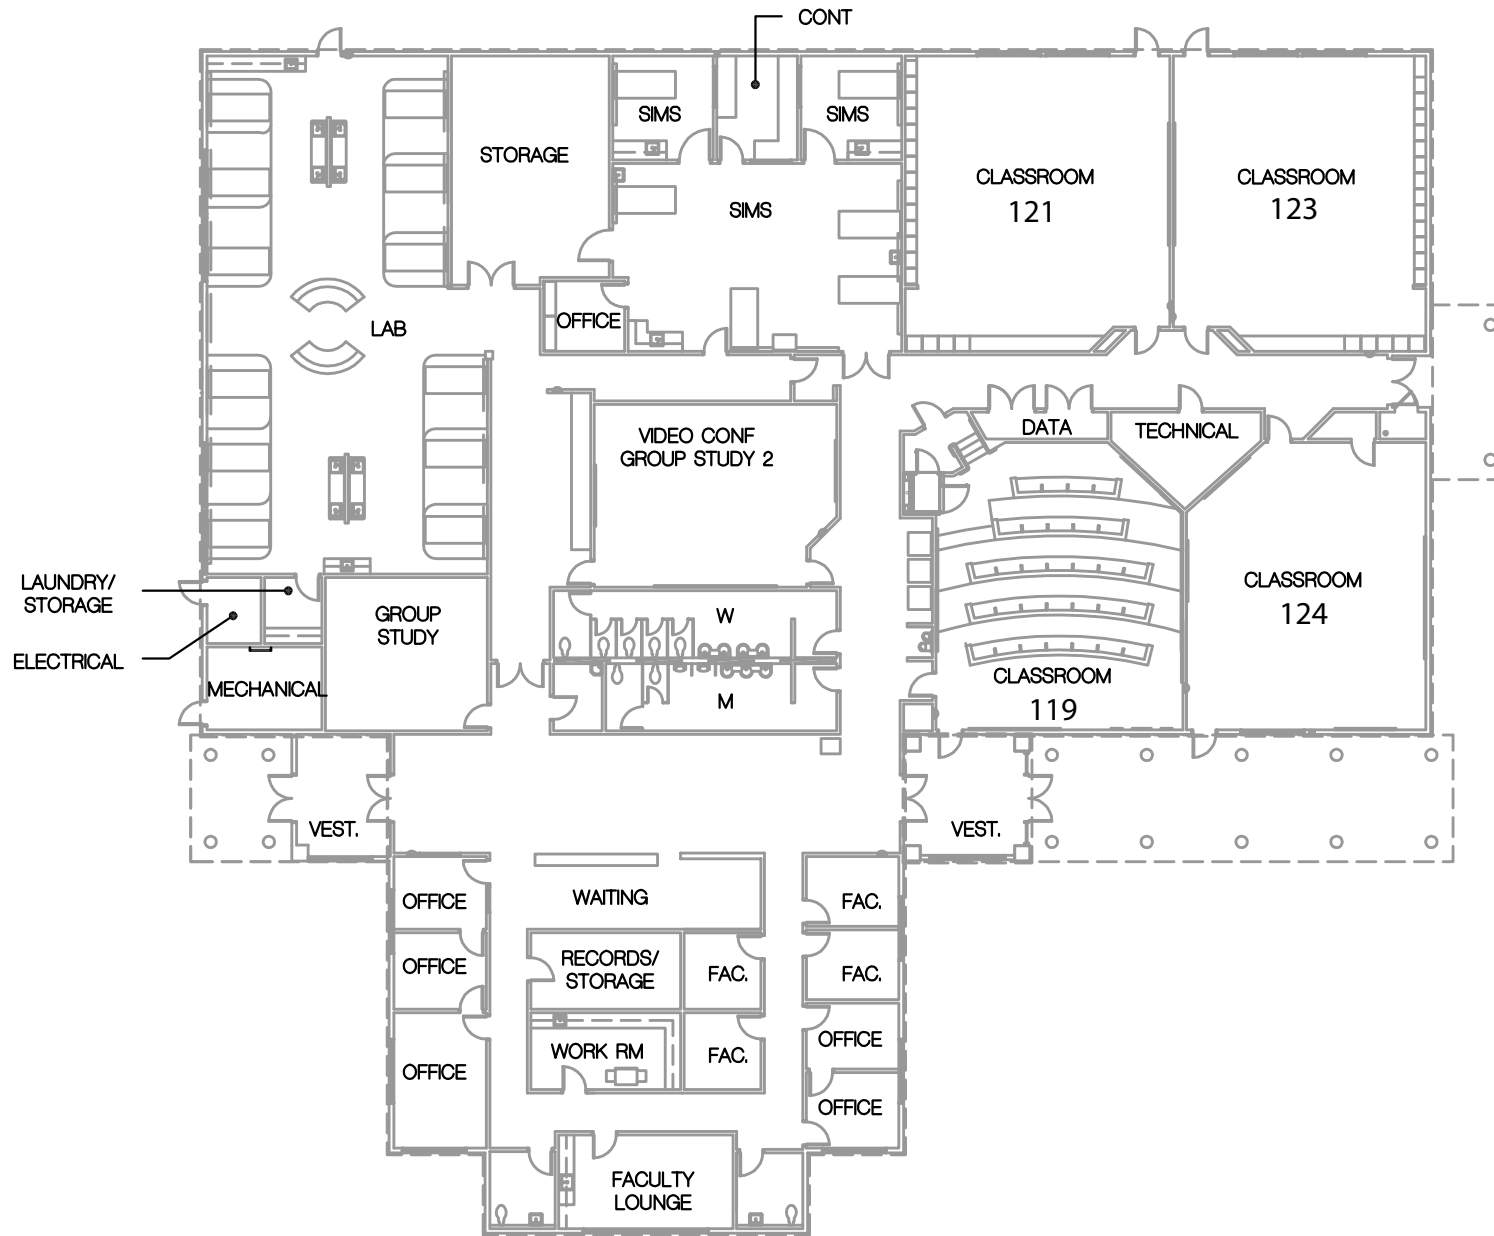 CONT
SIMS
SIMS
STORAGE
CLASSROOM
121
CLASSROOM
123
SIMS
OFFICE
LAB
VIDEO CONF
GROUP STUDY 2
DATA
TECHNICAL
LAUNDRY/
STORAGE
CLASSROOM
124
GROUP
STUDY
W
ELECTRICAL
MECHANICAL
M
CLASSROOM
119
VEST.
VEST.
OFFICE
WAITING
FAC.
OFFICE
RECORDS/
STORAGE
FAC.
FAC.
OFFICE
WORK RM
FAC.
OFFICE
OFFICE
FACULTY
LOUNGE